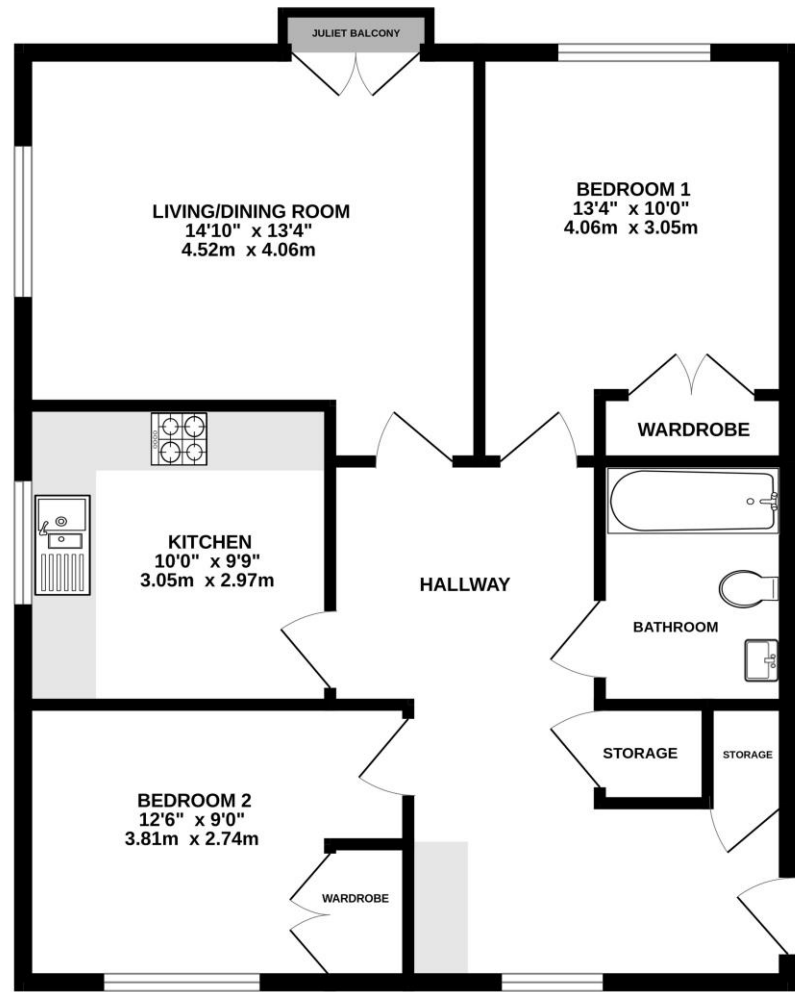 JULIET BALCONY
LIVING/DINING ROOM
14'10" x 13'4"
4.52m x 4.06m
BEDROOM 1
13'4" x 10'0"
4.06m x 3.05m
WARDROBE
KITCHEN
10'0" x 9'9"
3.05m x 2.97m
HALLWAY
BATHROOM
STORAGE
STORAGE
BEDROOM 2
12'6" x 9'0"
3.81m x 2.74m
WARDROBE